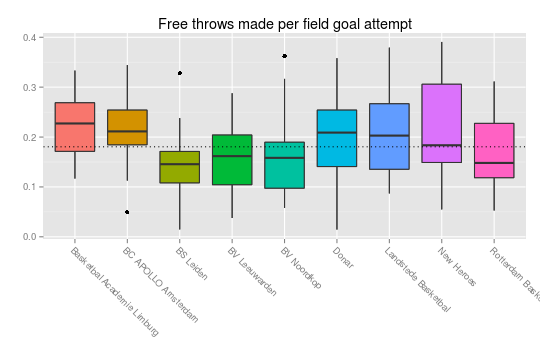 Free throws made per field goal attempt
0.4
0.3
0.2
0.1
0.0
Basketbal Academie Limburg
BC APOLLO Amsterdam
BS Leiden
BV Leeuwarden
BV Noordkop
Donar
Landstede Basketbal
New Heroes
Rotterdam Bask